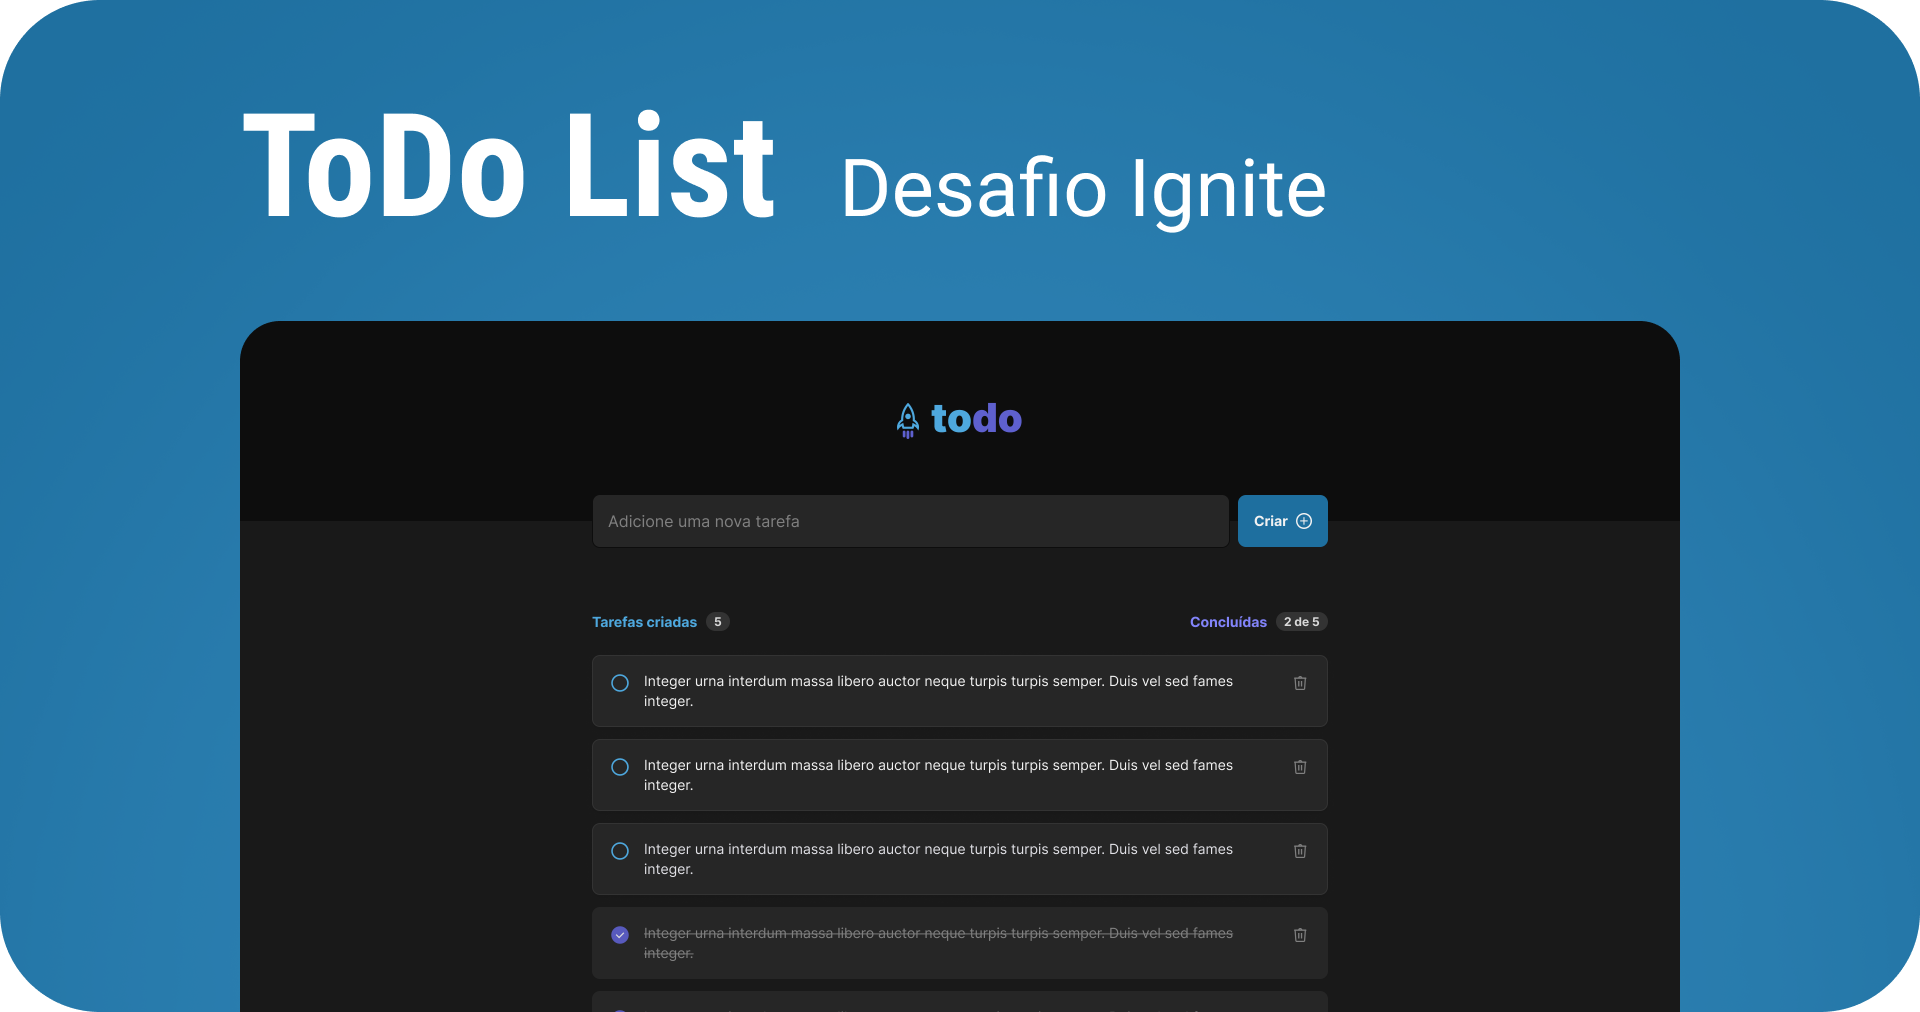 ToDo List Desafio Ignite
todo
Adicione uma nova tarefa
Criar
Tarefas criadas 5
Concluídas 2 de 5
Integer urna interdum massa libero auctor neque turpis turpis semper. Duis vel sed fames
integer.
Integer urna interdum massa libero auctor neque turpis turpis semper. Duis vel sed fames
integer.
Integer urna interdum massa libero auctor neque turpis turpis semper. Duis vel sed fames
integer.
Integer urna interdum massa libero auctor neque turpis turpis semper. Duis vel sed fames
integer.